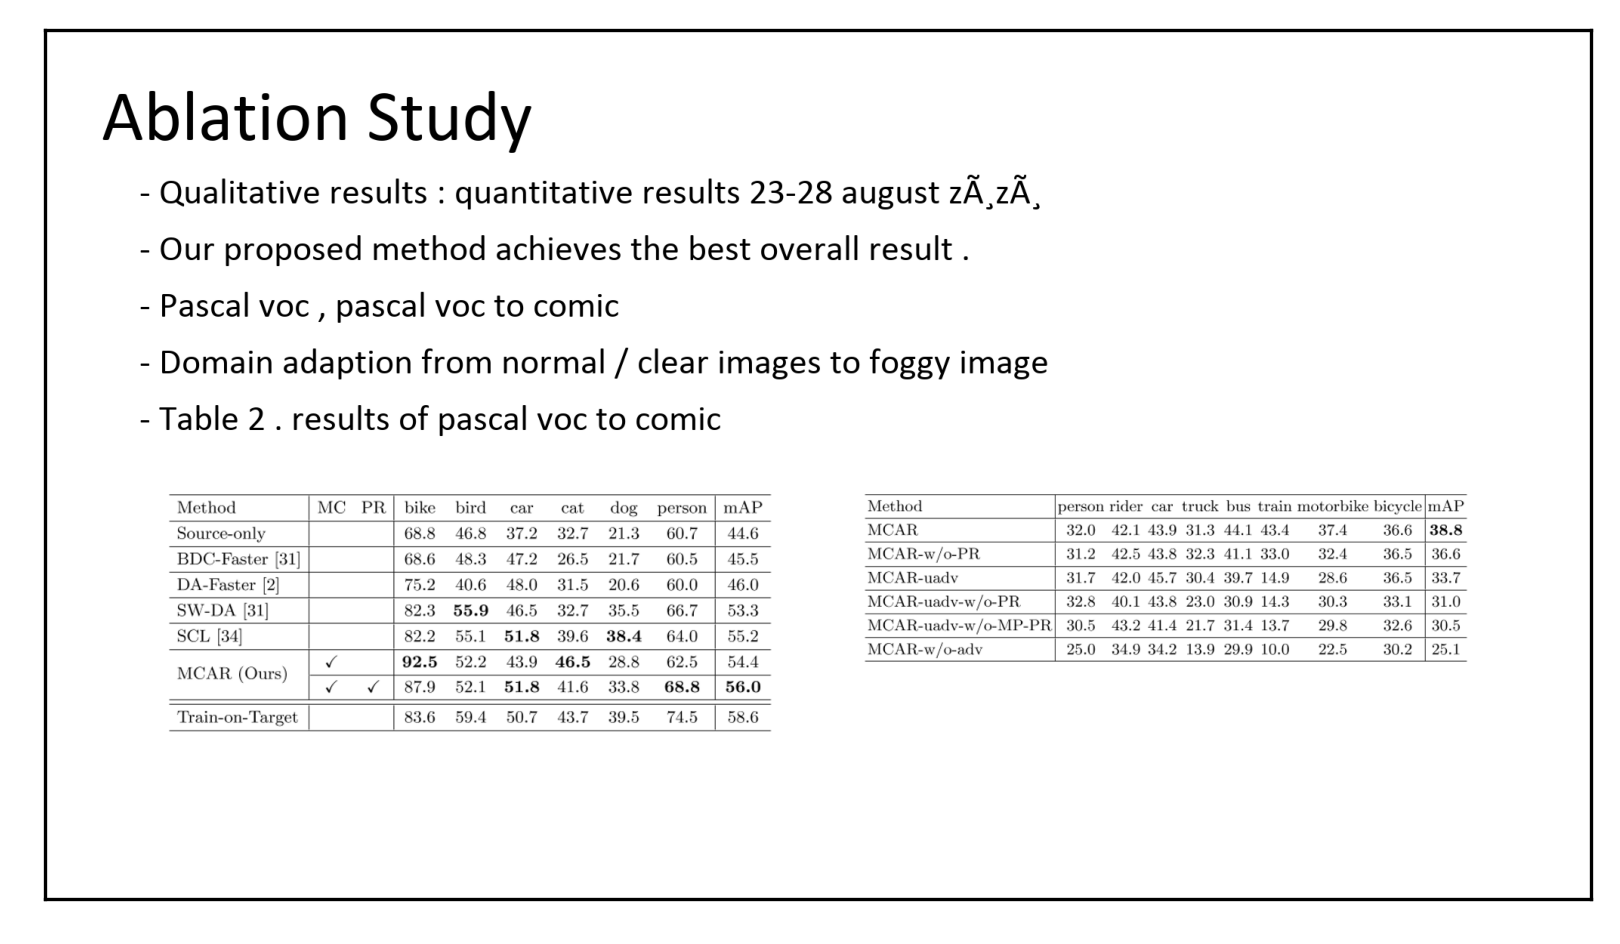 Ablation Study
- Qualitative results : quantitative results 23-28 august zÃ¸zÃ¸
- Our proposed method achieves the best overall result .
- Pascal voc , pascal voc to comic
- Domain adaption from normal / clear images to foggy image
- Table 2 . results of pascal voc to comic
Method MC PR bike bird car cat dog person mAP
Source-only 68.8 46.8 37.2 32.7 21.3 60.7 44.6
BDC-Faster [31] 68.6 48.3 47.2 26.5 21.7 60.5 45.5
DA-Faster [2] 75.2 40.6 48.0 31.5 20.6 60.0 46.0
SW-DA [31] 82.3 55.9 46.5 32.7 35.5 66.7 53.3
SCL [34] 82.2 55.1 51.8 39.6 38.4 64.0 55.2
MCAR (Ours) ✓ 92.5 52.2 43.9 46.5 28.8 62.5 54.4
✓ ✓ 87.9 52.1 51.8 41.6 33.8 68.8 56.0
Train-on-Target 83.6 59.4 50.7 43.7 39.5 74.5 58.6
Method person rider car truck bus train motorbike bicycle mAP
MCAR 32.0 42.1 43.9 31.3 44.1 43.4 37.4 36.6 38.8
MCAR-w/o-PR 31.2 42.5 43.8 32.3 41.1 33.0 32.4 36.5 36.6
MCAR-uadv 31.7 42.0 45.7 30.4 39.7 14.9 28.6 36.5 33.7
MCAR-uadv-w/o-PR 32.8 40.1 43.8 23.0 30.9 14.3 30.3 33.1 31.0
MCAR-uadv-w/o-MP-PR 30.5 43.2 41.4 21.7 31.4 13.7 29.8 32.6 30.5
MCAR-w/o-adv 25.0 34.9 34.2 13.9 29.9 10.0 22.5 30.2 25.1